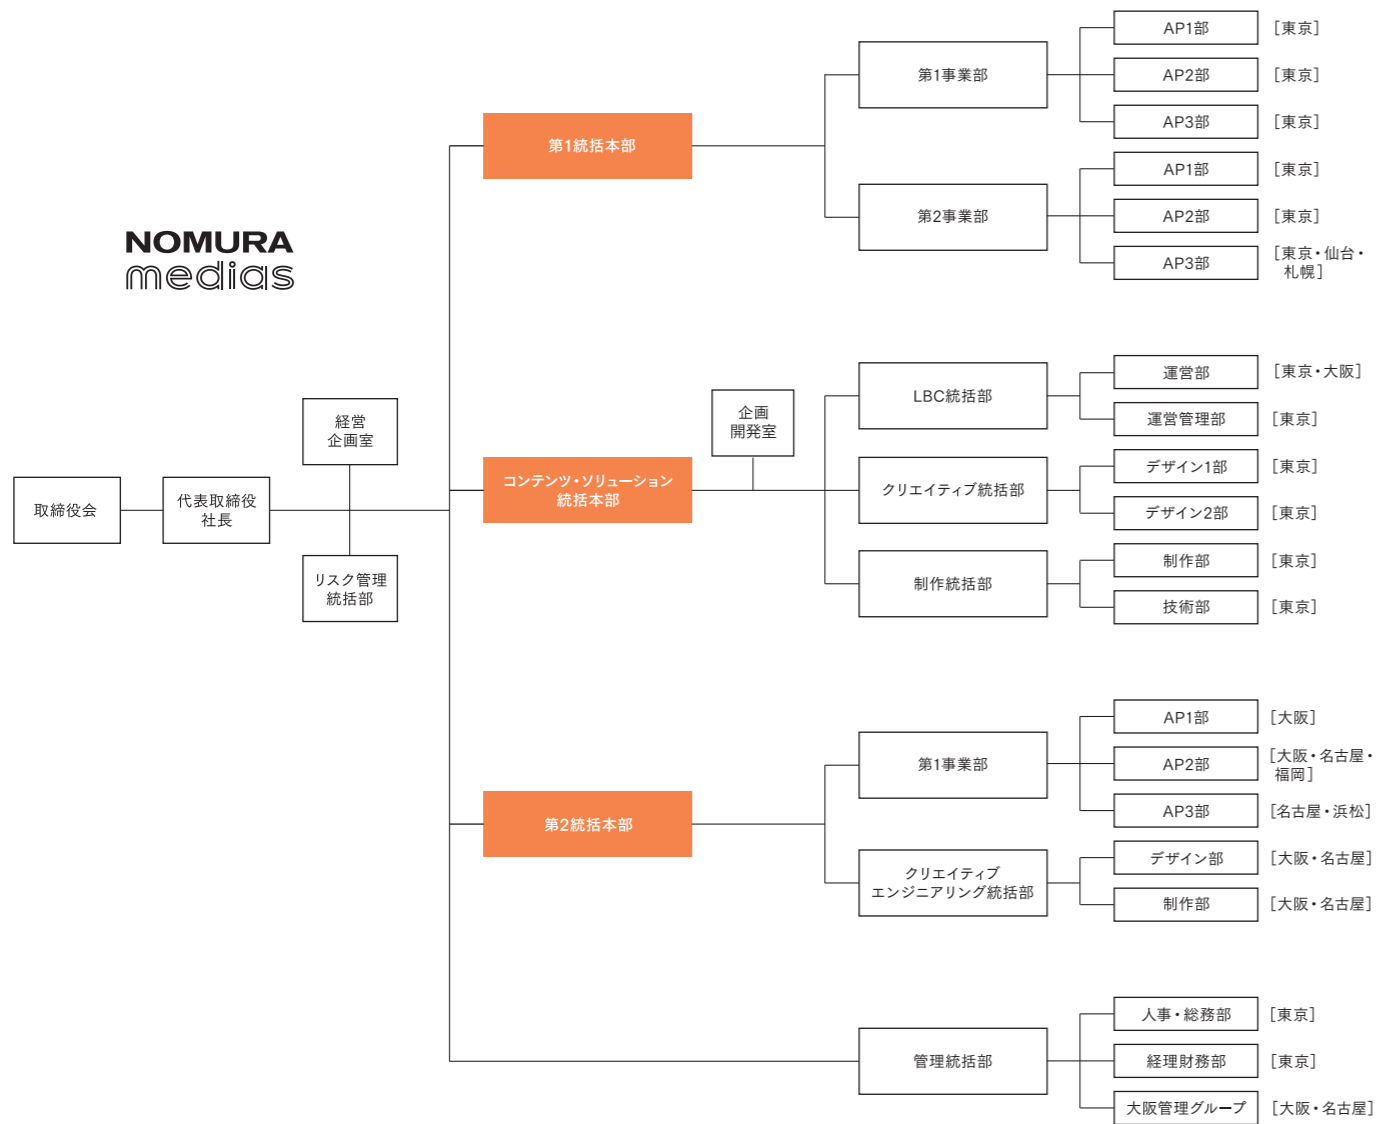 NOMURA
medias
取締役会
代表取締役
社長
経営
企画室
リスク管理
統括部
第1統括本部
第1事業部
AP1部 [東京]
AP2部 [東京]
AP3部 [東京]
第2事業部
AP1部 [東京]
AP2部 [東京]
AP3部 [東京・仙台・
札幌]
コンテンツ・ソリューション
統括本部
企画
開発室
LBC統括部
運営部 [東京・大阪]
運営管理部 [東京]
クリエイティブ統括部
デザイン1部 [東京]
デザイン2部 [東京]
制作統括部
制作部 [東京]
技術部 [東京]
第2統括本部
第1事業部
AP1部 [大阪]
AP2部 [大阪・名古屋・
福岡]
AP3部 [名古屋・浜松]
クリエイティブ
エンジニアリング統括部
デザイン部 [大阪・名古屋]
制作部 [大阪・名古屋]
管理統括部
人事・総務部 [東京]
経理財務部 [東京]
大阪管理グループ [大阪・名古屋]